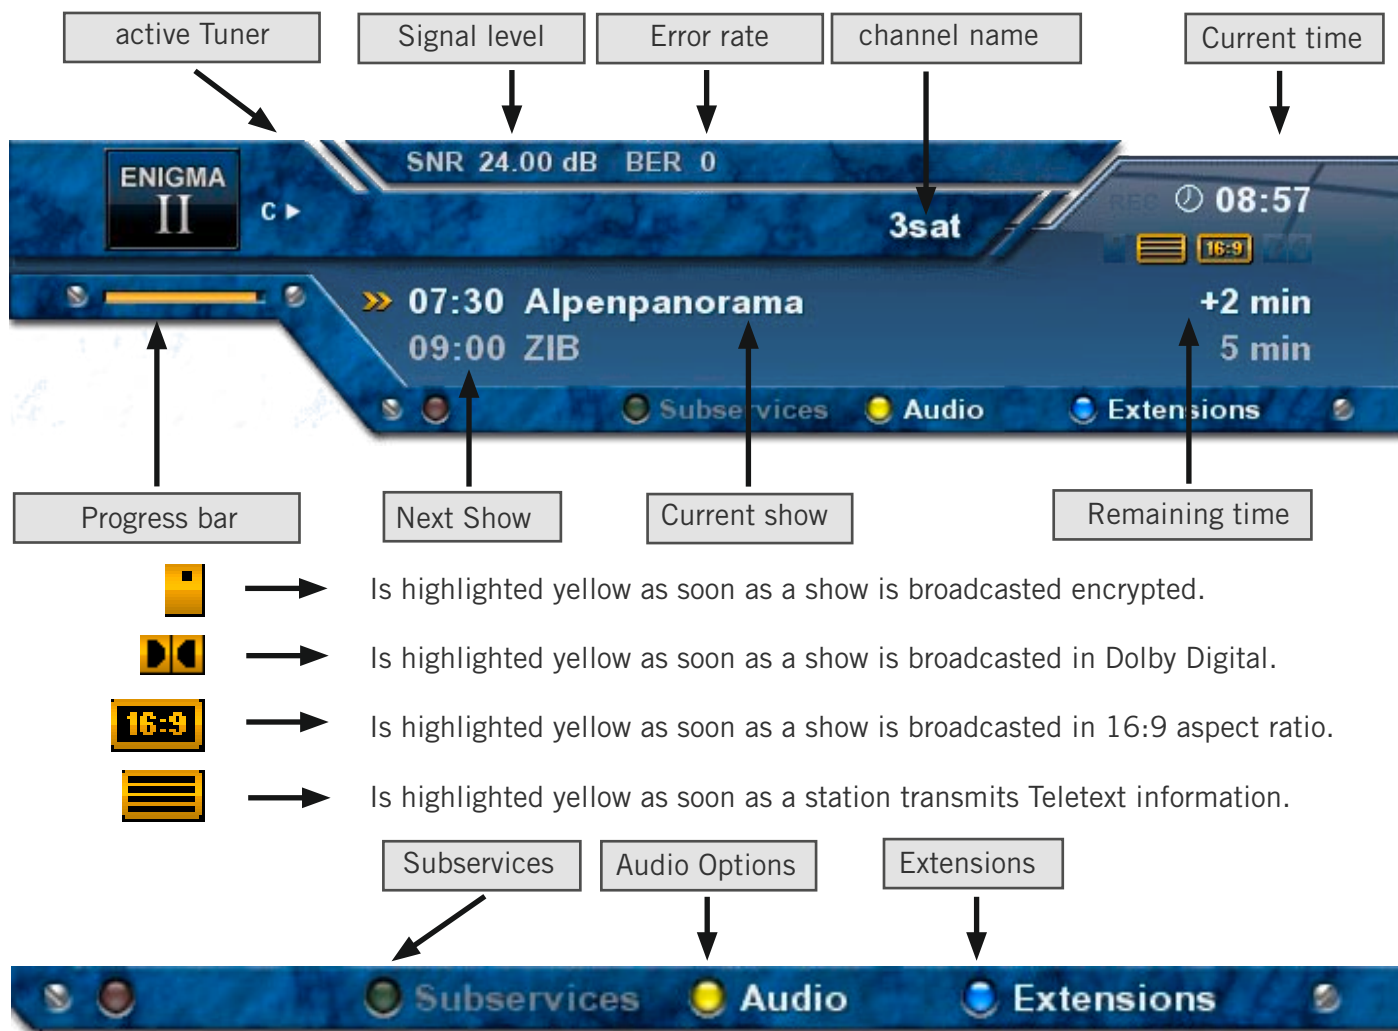 active Tuner
Signal level
Error rate
channel name
Current time
SNR 24.00 dB BER 0
ENIGMA
II
C
3sat
REC
08:57
16:9
07:30 Alpenpanorama
+2 min
09:00 ZIB
5 min
Subservices
Audio
Extensions
Progress bar
Next Show
Current show
Remaining time
Is highlighted yellow as soon as a show is broadcasted encrypted.
Is highlighted yellow as soon as a show is broadcasted in Dolby Digital.
16:9
Is highlighted yellow as soon as a show is broadcasted in 16:9 aspect ratio.
Is highlighted yellow as soon as a station transmits Teletext information.
Subservices
Audio Options
Extensions
Subservices
Audio
Extensions